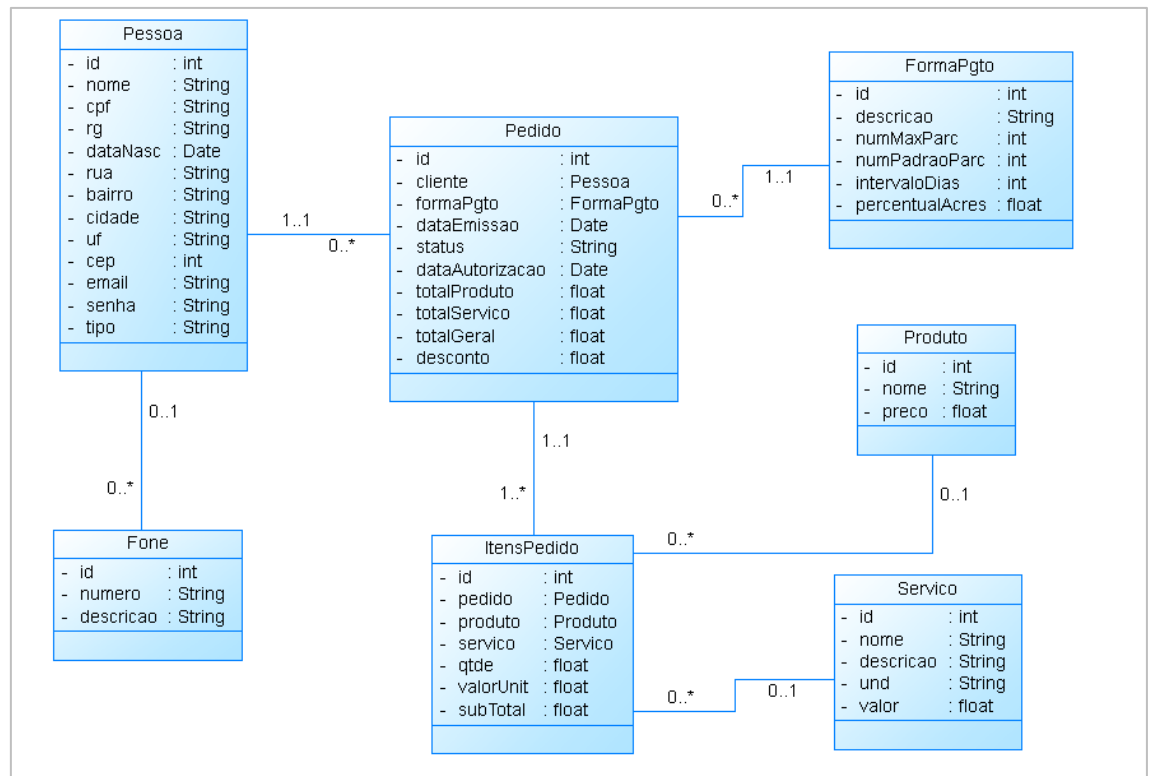 Pessoa
- id : int
- nome : String
- cpf : String
- rg : String
- dataNasc : Date
- rua : String
- bairro : String
- cidade : String
- uf : String
- cep : int
- email : String
- senha : String
- tipo : String
1..1
0..*
Pedido
- id : int
- cliente : Pessoa
- formaPgto : FormaPgto
- dataEmissao : Date
- status : String
- dataAutorizacao : Date
- totalProduto : float
- totalServico : float
- totalGeral : float
- desconto : float
0..*
1..1
FormaPgto
- id : int
- descricao : String
- numMaxParc : int
- numPadraoParc : int
- intervaloDias : int
- percentualAcres : float
Produto
- id : int
- nome : String
- preco : float
0..1
0..*
Fone
- id : int
- numero : String
- descricao : String
1..1
1..*
ItensPedido
- id : int
- pedido : Pedido
- produto : Produto
- servico : Servico
- qtde : float
- valorUnit : float
- subTotal : float
0..*
0..1
0..*
0..1
Servico
- id : int
- nome : String
- descricao : String
- und : String
- valor : float